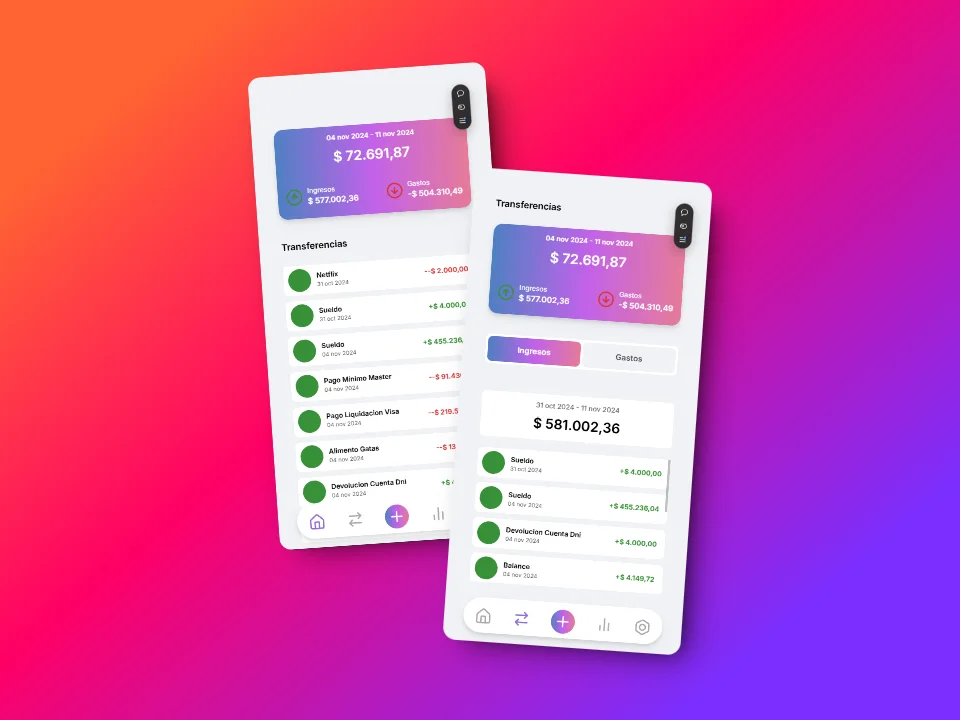 04 nov 2024 - 11 nov 2024
$ 72.691,87
Ingresos
$ 577.002,36
Gastos
-$ 504.310,49
Transferencias
Netflix
31 oct 2024
--$ 2.000,00
Sueldo
31 oct 2024
+$ 4.000,0
Sueldo
04 nov 2024
+$ 455.236,
Pago Minimo Master
04 nov 2024
--$ 91.43
Pago Liquidacion Visa
04 nov 2024
--$ 219.5
Alimento Gatas
04 nov 2024
--$ 13
Devolucion Cuenta Dni
04 nov 2024
+$
Transferencias
04 nov 2024 - 11 nov 2024
$ 72.691,87
Ingresos
$ 577.002,36
Gastos
-$ 504.310,49
Ingresos
Gastos
31 oct 2024 - 11 nov 2024
$ 581.002,36
Sueldo
31 oct 2024
+$ 4.000,00
Sueldo
04 nov 2024
+$ 455.236,04
Devolucion Cuenta Dni
04 nov 2024
+$ 4.000,00
Balance
04 nov 2024
+$ 4.149,72